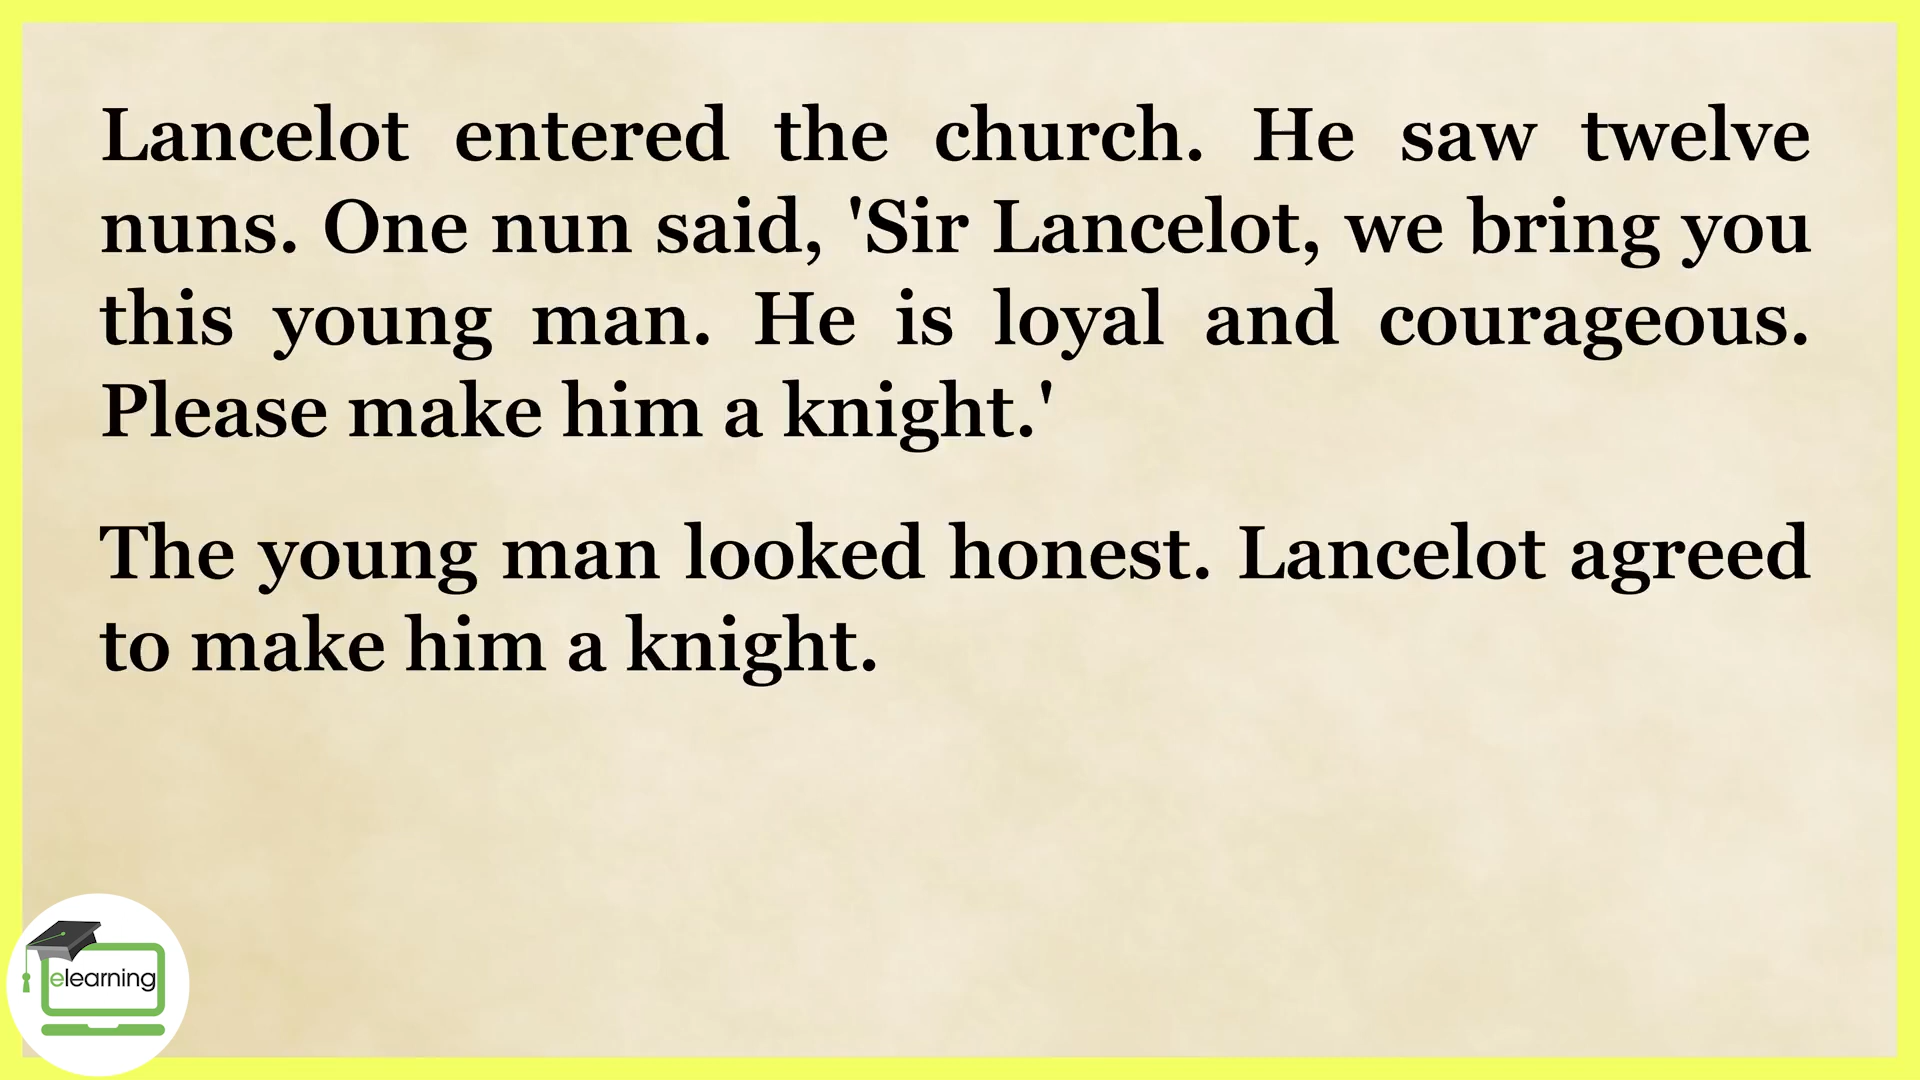 Lancelot entered the church. He saw twelve
nuns. One nun said, 'Sir Lancelot, we bring you
this young man. He is loyal and courageous.
Please make him a knight.'
The young man looked honest. Lancelot agreed
to make him a knight.
elearning